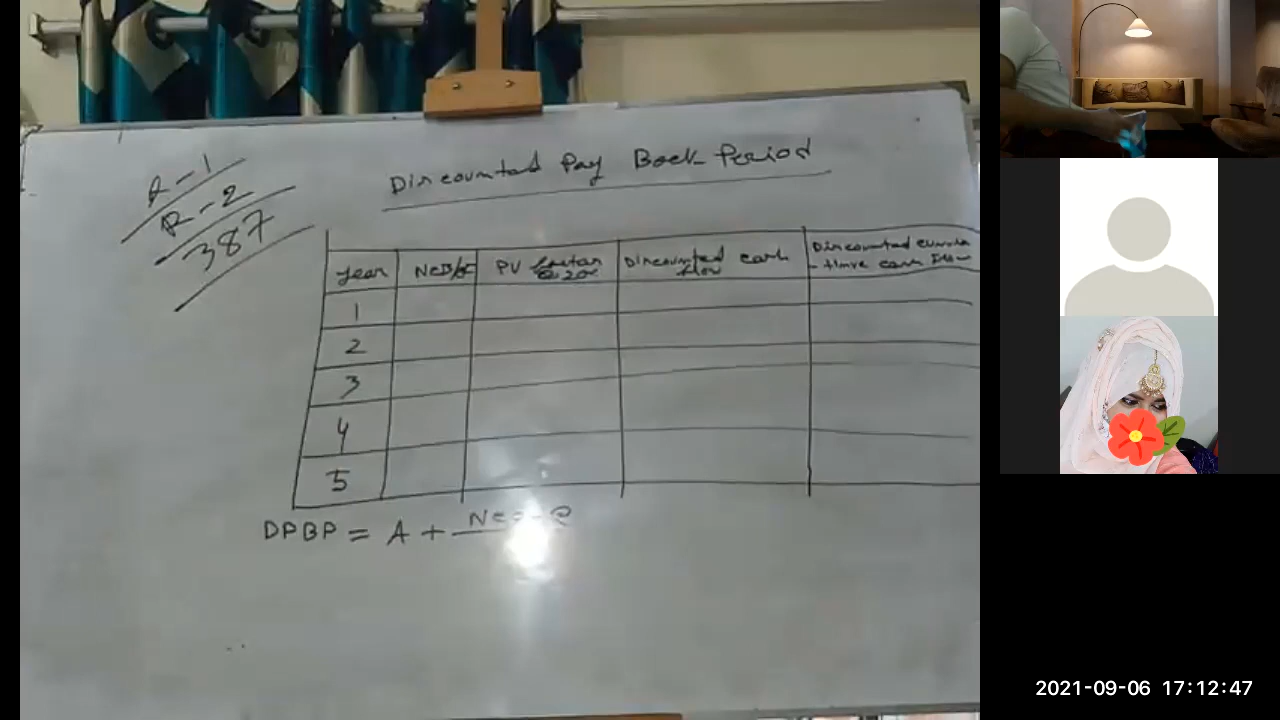 R-1
R-2
387
Discounted Pay Back Period
year NCB/CF PV factor @ 20% Discounted cash flow Discounted cumula-tive cash flow
1
2
3
4
5
DPBP = A +
2021-09-06 17:12:47